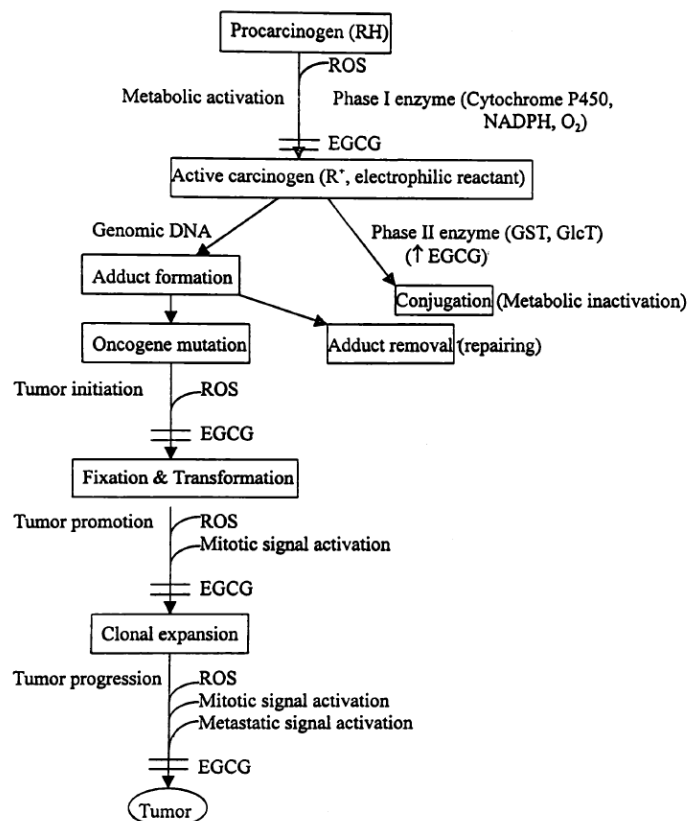 Procarcinogen (RH)
ROS
Metabolic activation
Phase I enzyme (Cytochrome P450,
NADPH, O₂)
EGCG
Active carcinogen (R⁺, electrophilic reactant)
Genomic DNA
Phase II enzyme (GST, GlcT)
(↑ EGCG)
Adduct formation
Conjugation (Metabolic inactivation)
Oncogene mutation
Adduct removal (repairing)
Tumor initiation
ROS
EGCG
Fixation & Transformation
Tumor promotion
ROS
Mitotic signal activation
EGCG
Clonal expansion
Tumor progression
ROS
Mitotic signal activation
Metastatic signal activation
EGCG
Tumor